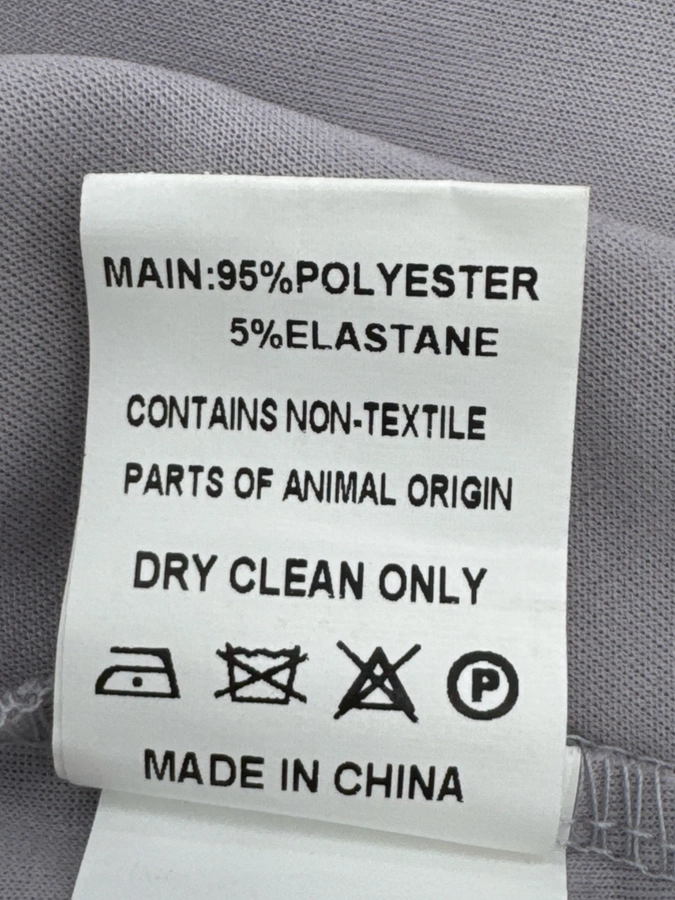 MAIN:95%POLYESTER
5%ELASTANE
CONTAINS NON-TEXTILE
PARTS OF ANIMAL ORIGIN
DRY CLEAN ONLY
P
MADE IN CHINA